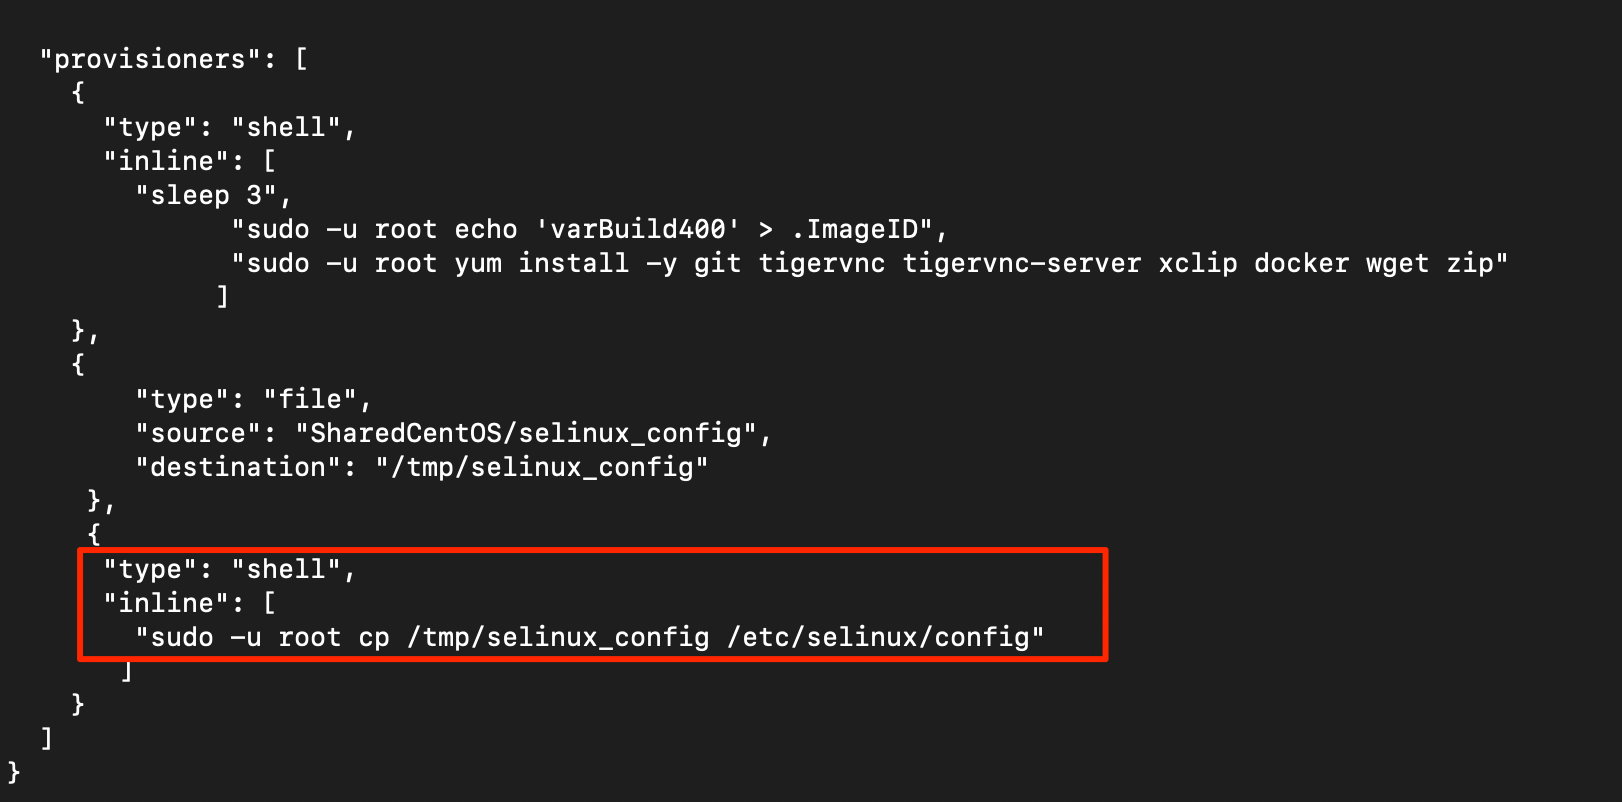 "provisioners": [
{
"type": "shell",
"inline": [
"sleep 3",
"sudo -u root echo 'varBuild400' > .ImageID",
"sudo -u root yum install -y git tigervnc tigervnc-server xclip docker wget zip"
]
},
{
"type": "file",
"source": "SharedCentOS/selinux_config",
"destination": "/tmp/selinux_config"
},
{
"type": "shell",
"inline": [
"sudo -u root cp /tmp/selinux_config /etc/selinux/config"
]
}
]
}